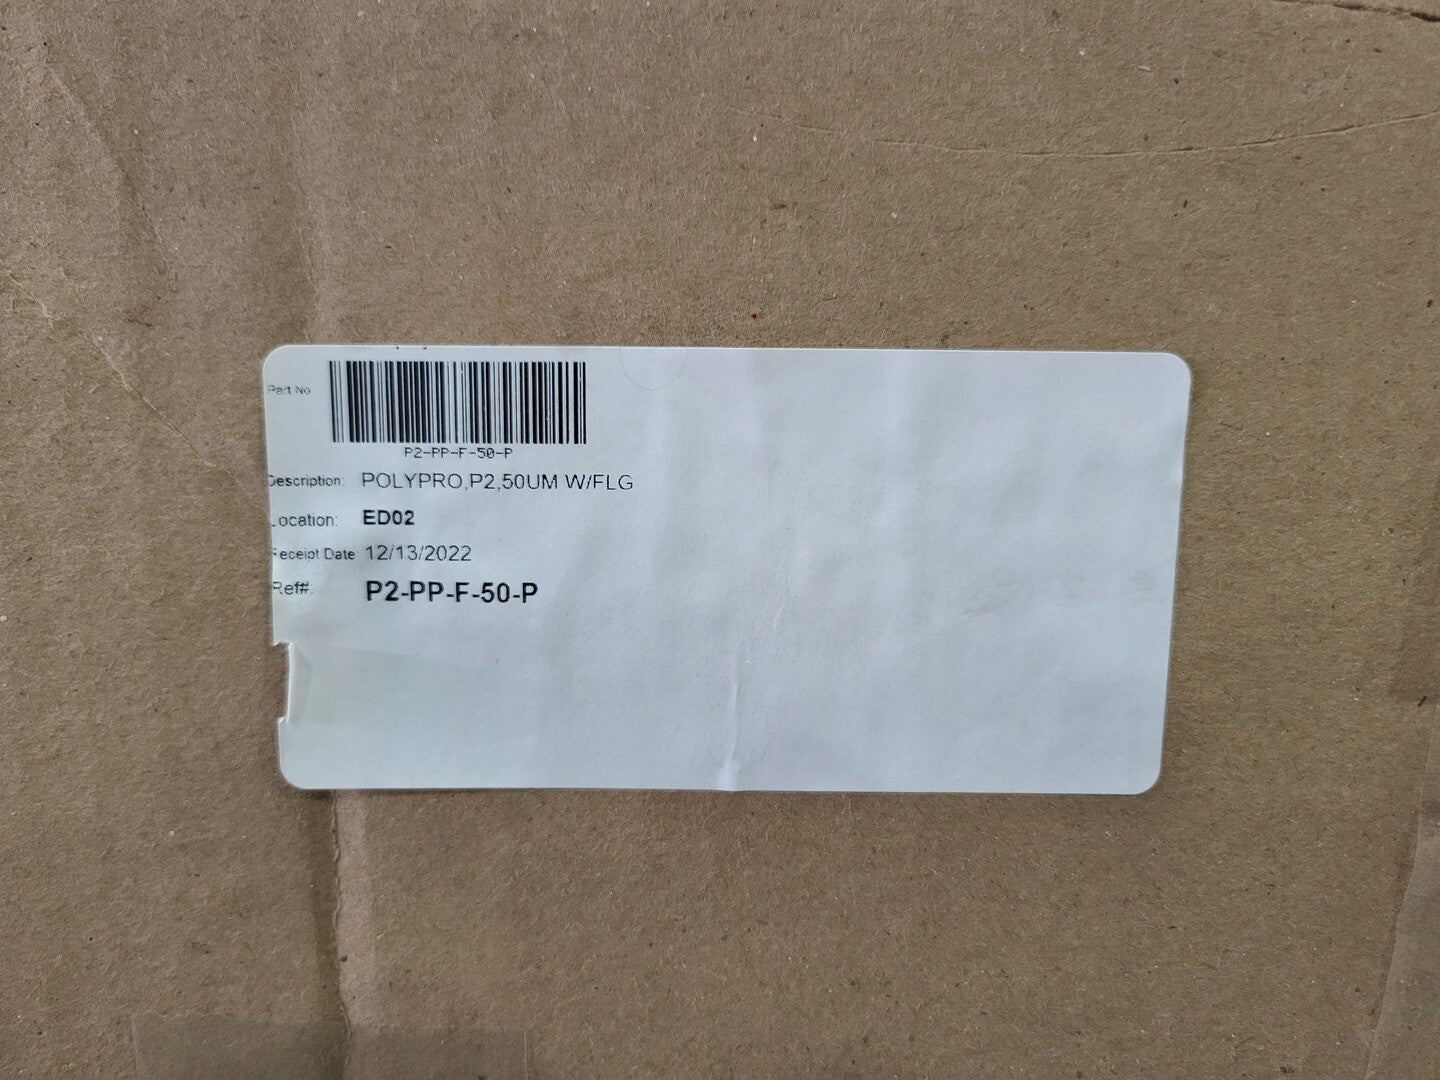 Part No.
P2-PP-F-50-P
Description: POLYPRO,P2,50UM W/FLG
Location: ED02
Receipt Date: 12/13/2022
Ref#: P2-PP-F-50-P